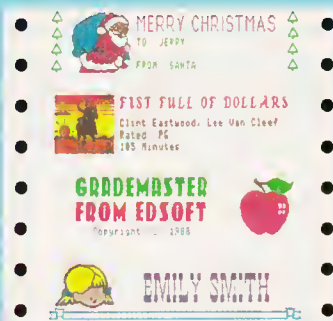 MERRY CHRISTMAS
TO JERRY
FROM SANTA
FIST FULL OF DOLLARS
Clint Eastwood, Lee Van Cleef
Rated PG
105 Minutes
GRADEMASTER
FROM EDSOFT
Copyright 1988
EMILY SMITH